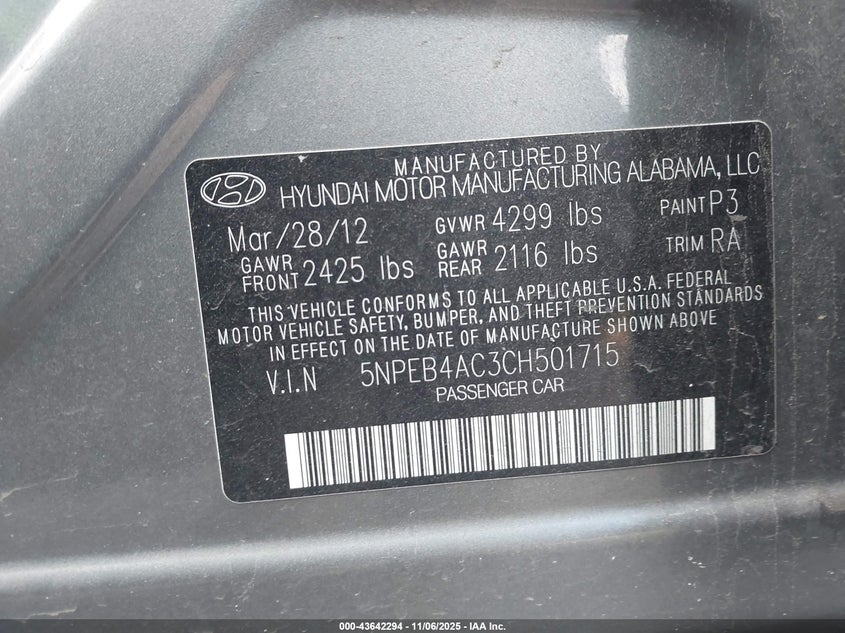 MANUFACTURED BY
HYUNDAI MOTOR MANUFACTURING ALABAMA, LLC
Mar/28/12 GVWR 4299 lbs PAINT P3
GAWR FRONT 2425 lbs GAWR REAR 2116 lbs TRIM RA
THIS VEHICLE CONFORMS TO ALL APPLICABLE U.S.A. FEDERAL
MOTOR VEHICLE SAFETY, BUMPER, AND THEFT PREVENTION STANDARDS
IN EFFECT ON THE DATE OF MANUFACTURE SHOWN ABOVE
V.I.N 5NPEB4AC3CH501715
PASSENGER CAR
000-43642294 - 11/06/2025 - IAA Inc.